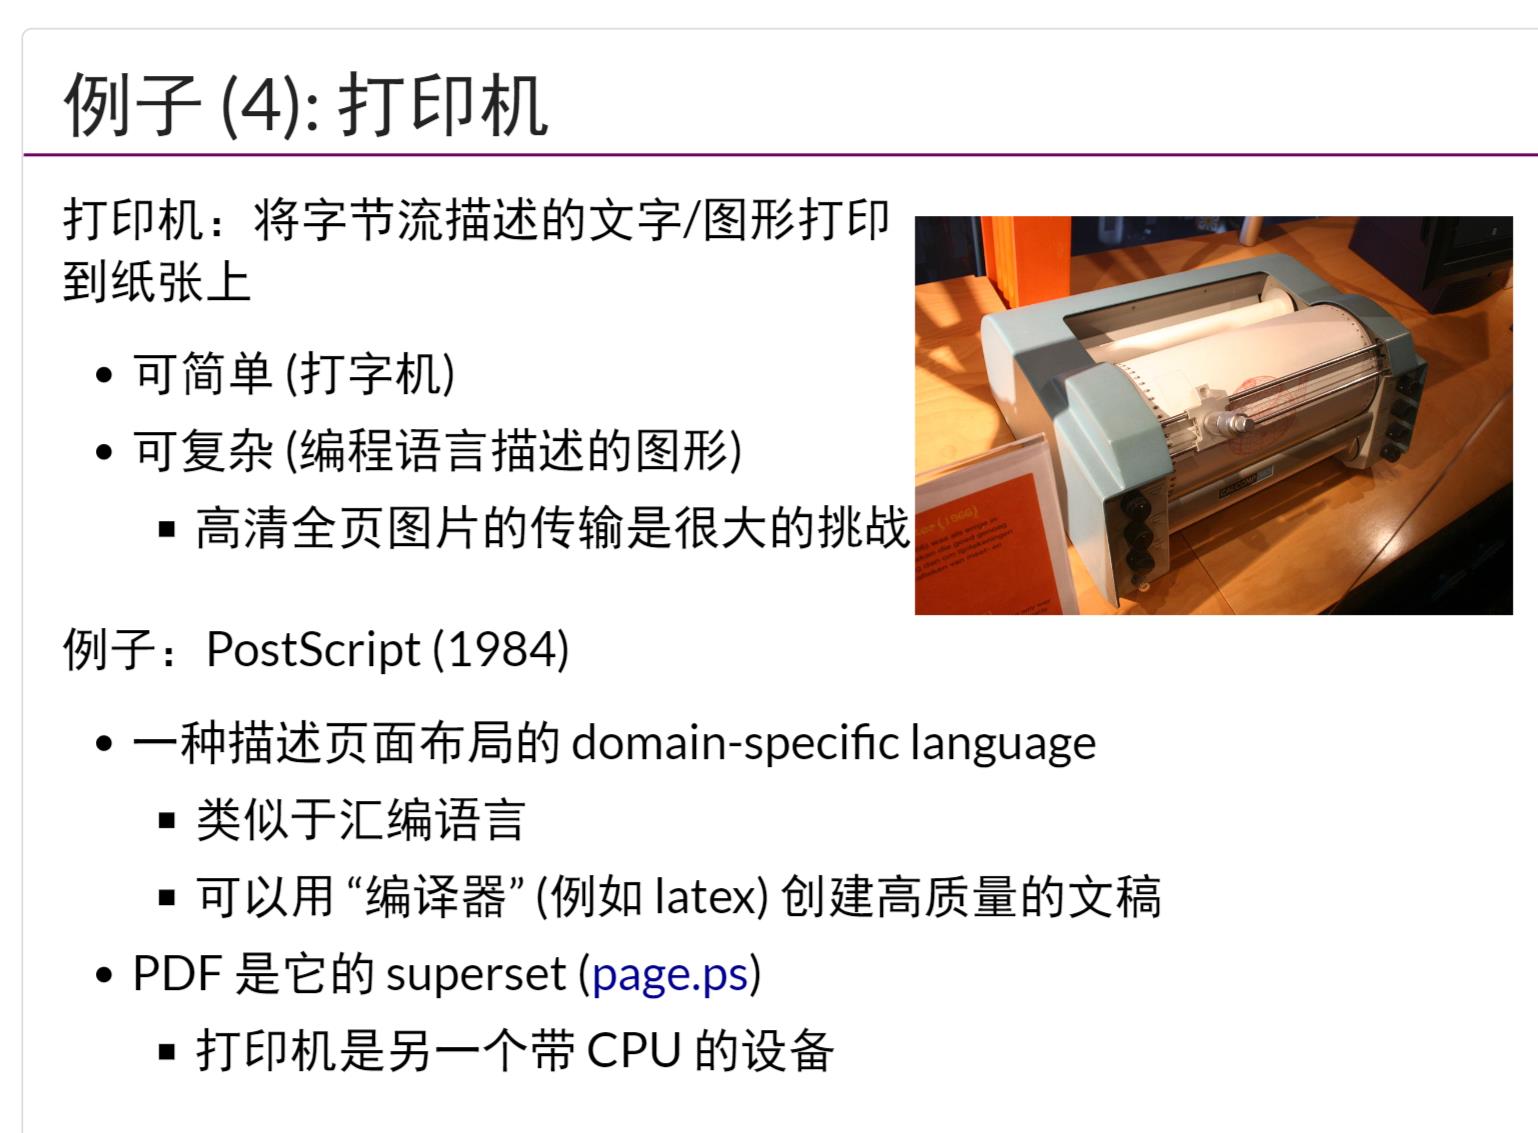 例子 (4): 打印机
打印机：将字节流描述的文字/图形打印
到纸张上
• 可简单 (打字机)
• 可复杂 (编程语言描述的图形)
▪ 高清全页图片的传输是很大的挑战
例子：PostScript (1984)
• 一种描述页面布局的 domain-specific language
▪ 类似于汇编语言
▪ 可以用 “编译器” (例如 latex) 创建高质量的文稿
• PDF 是它的 superset (page.ps)
▪ 打印机是另一个带 CPU 的设备